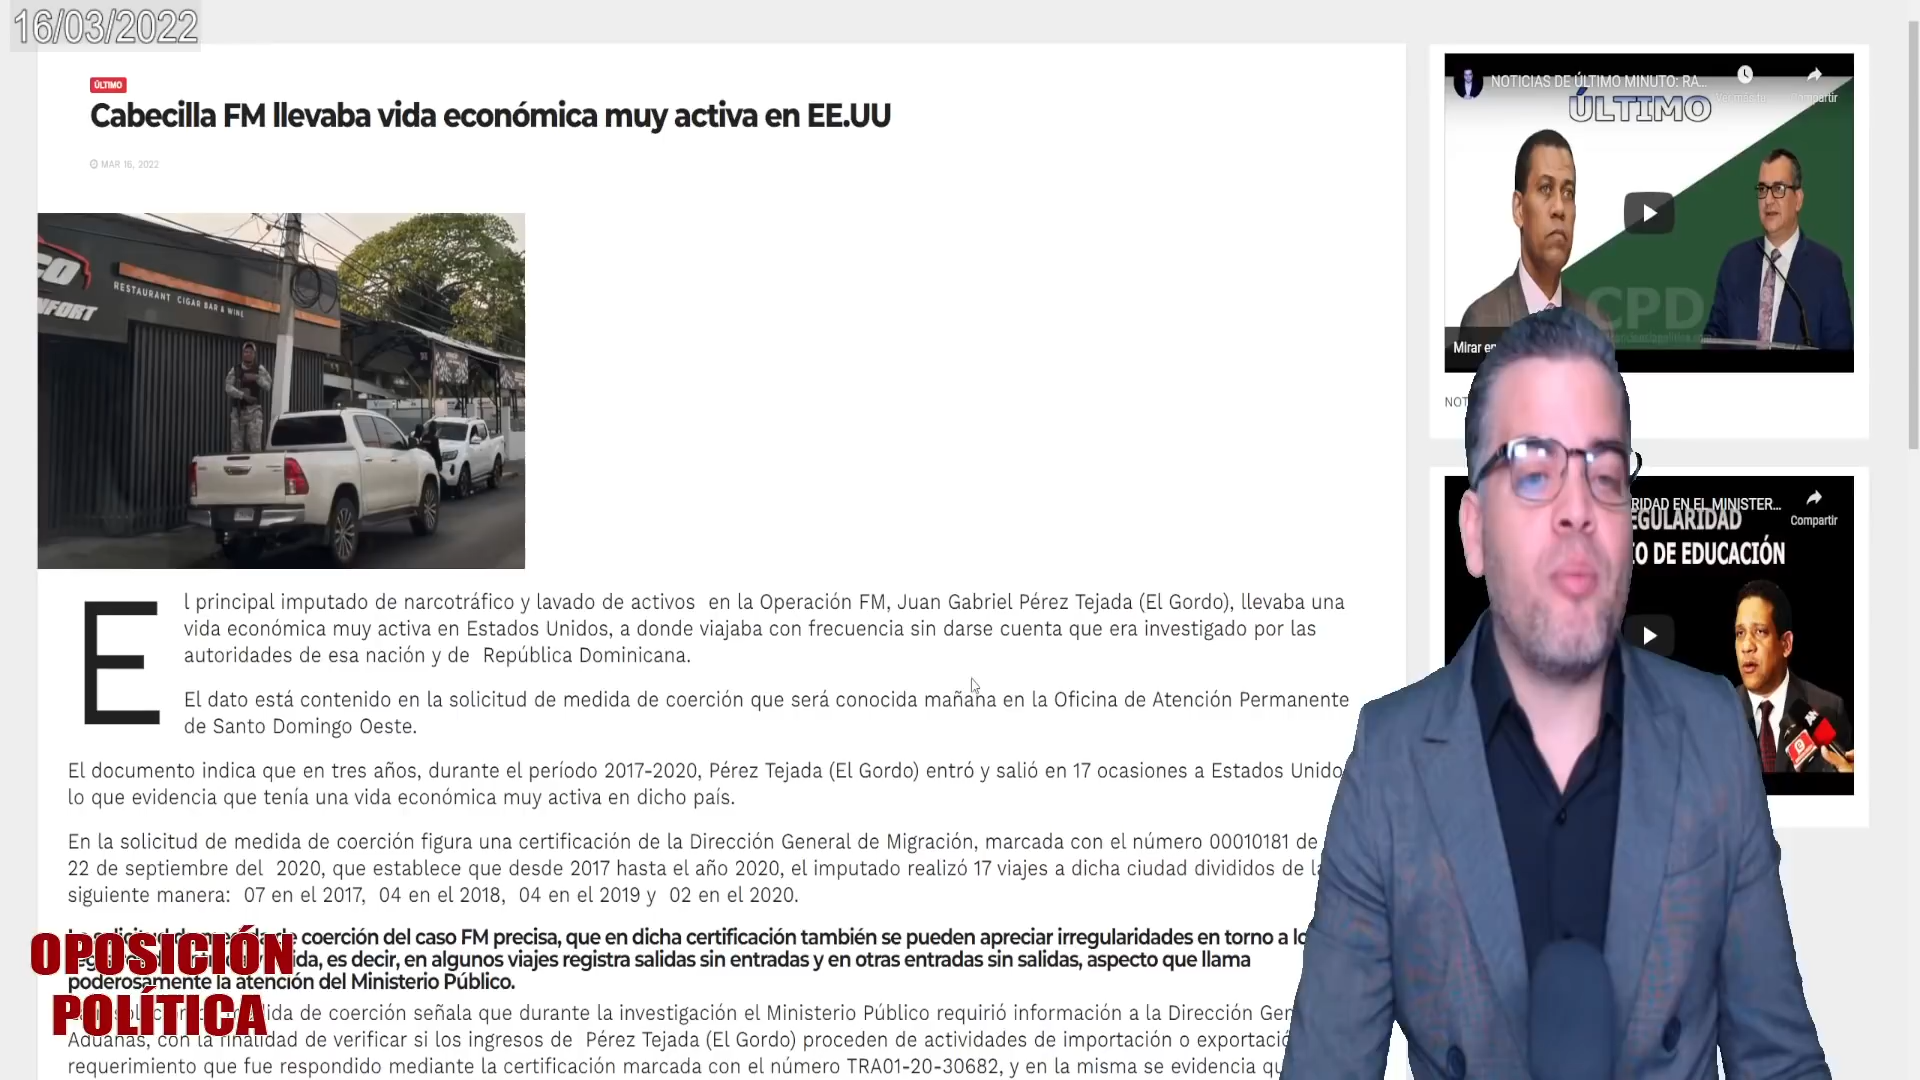 16/03/2022
ÚLTIMO
Cabecilla FM llevaba vida económica muy activa en EE.UU
MAR 16, 2022
CO
NFORT
RESTAURANT CIGAR BAR & WINE
El principal imputado de narcotráfico y lavado de activos en la Operación FM, Juan Gabriel Pérez Tejada (El Gordo), llevaba una
vida económica muy activa en Estados Unidos, a donde viajaba con frecuencia sin darse cuenta que era investigado por las
autoridades de esa nación y de República Dominicana.
El dato está contenido en la solicitud de medida de coerción que será conocida mañana en la Oficina de Atención Permanente
de Santo Domingo Oeste.
El documento indica que en tres años, durante el período 2017-2020, Pérez Tejada (El Gordo) entró y salió en 17 ocasiones a Estados Unido
lo que evidencia que tenía una vida económica muy activa en dicho país.
En la solicitud de medida de coerción figura una certificación de la Dirección General de Migración, marcada con el número 00010181 de
22 de septiembre del 2020, que establece que desde 2017 hasta el año 2020, el imputado realizó 17 viajes a dicha ciudad divididos de la
siguiente manera: 07 en el 2017, 04 en el 2018, 04 en el 2019 y 02 en el 2020.
coerción del caso FM precisa, que en dicha certificación también se pueden apreciar irregularidades en torno a lo
ida, es decir, en algunos viajes registra salidas sin entradas y en otras entradas sin salidas, aspecto que llama
poderosamente la atención del Ministerio Público.
dida de coerción señala que durante la investigación el Ministerio Público requirió información a la Dirección Gen
Aduanas, con la finalidad de verificar si los ingresos de Pérez Tejada (El Gordo) proceden de actividades de importación o exportació
requerimiento que fue respondido mediante la certificación marcada con el número TRA01-20-30682, y en la misma se evidencia qu
OPOSICIÓN
POLÍTICA
NOTICIAS DE ÚLTIMO MINUTO: RA...
Compartir
ÚLTIMO
CPD
Mirar en
NOT
RIDAD EN EL MINISTER...
Compartir
EGULARIDAD
IO DE EDUCACIÓN